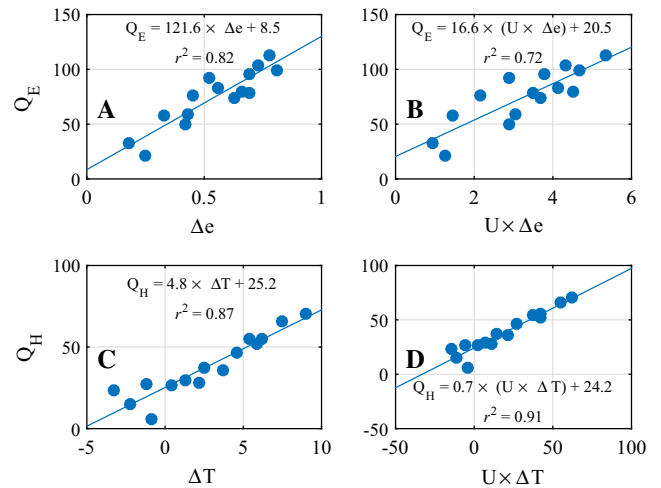 150
100
50
0
Q_E
Q_E = 121.6 × Δe + 8.5
r² = 0.82
A
0 0.5 1
Δe
150
100
50
0
Q_E = 16.6 × (U × Δe) + 20.5
r² = 0.72
B
0 2 4 6
U × Δe
100
50
0
Q_H
Q_H = 4.8 × ΔT + 25.2
r² = 0.87
C
-5 0 5 10
ΔT
100
50
0
-50
D
Q_H = 0.7 × (U × ΔT) + 24.2
r² = 0.91
-50 0 50 100
U × ΔT